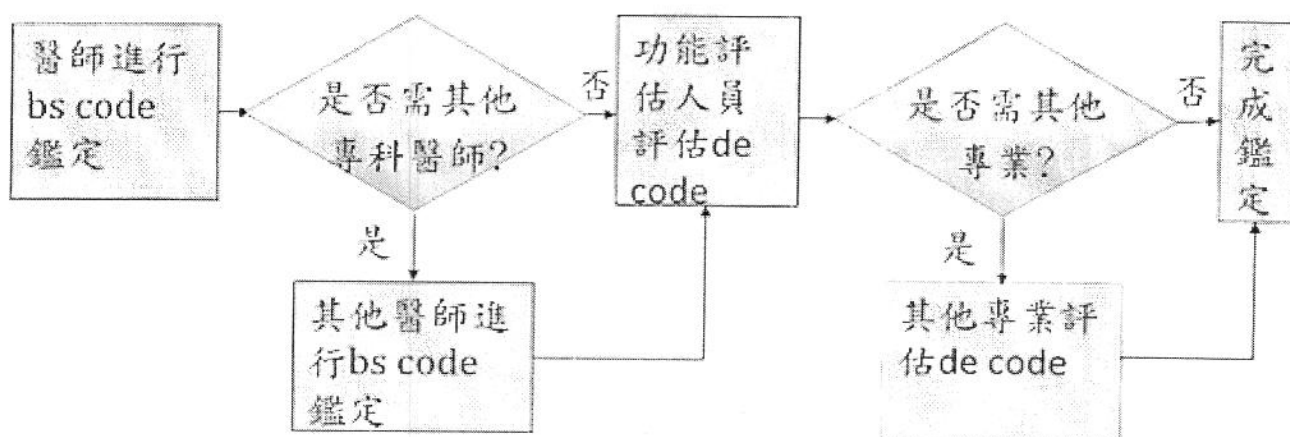 醫師進行
bs code
鑑定
是否需其他
專科醫師?
否
是
其他醫師進
行bs code
鑑定
功能評
估人員
評估de
code
是否需其他
專業?
否
是
其他專業評
估de code
完
成
鑑
定